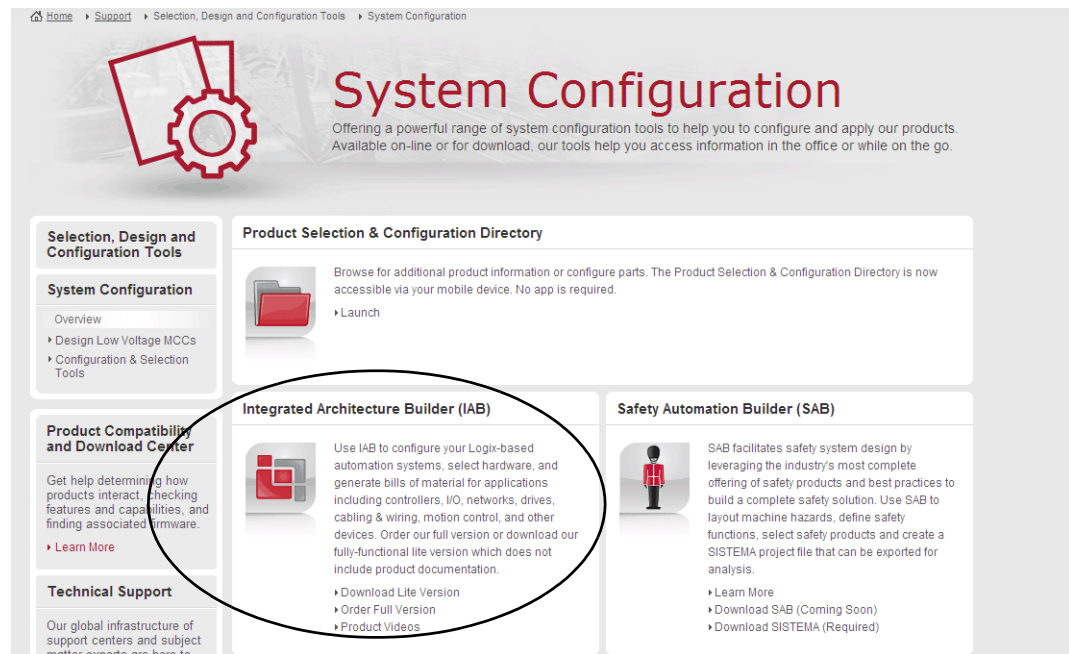 Home Support Selection, Design and Configuration Tools System Configuration
System Configuration
Offering a powerful range of system configuration tools to help you to configure and apply our products.
Available on-line or for download, our tools help you access information in the office or while on the go.
Selection, Design and
Configuration Tools
System Configuration
Overview
Design Low Voltage MCCs
Configuration & Selection
Tools
Product Compatibility
and Download Center
Get help determining how
products interact, checking
features and capabilities, and
finding associated firmware.
Learn More
Technical Support
Our global infrastructure of
support centers and subject
matter experts are here to
Product Selection & Configuration Directory
Browse for additional product information or configure parts. The Product Selection & Configuration Directory is now
accessible via your mobile device. No app is required.
Launch
Integrated Architecture Builder (IAB)
Use IAB to configure your Logix-based
automation systems, select hardware, and
generate bills of material for applications
including controllers, I/O, networks, drives,
cabling & wiring, motion control, and other
devices. Order our full version or download our
fully-functional lite version which does not
include product documentation.
Download Lite Version
Order Full Version
Product Videos
Safety Automation Builder (SAB)
SAB facilitates safety system design by
leveraging the industry's most complete
offering of safety products and best practices to
build a complete safety solution. Use SAB to
layout machine hazards, define safety
functions, select safety products and create a
SISTEMA project file that can be exported for
analysis.
Learn More
Download SAB (Coming Soon)
Download SISTEMA (Required)